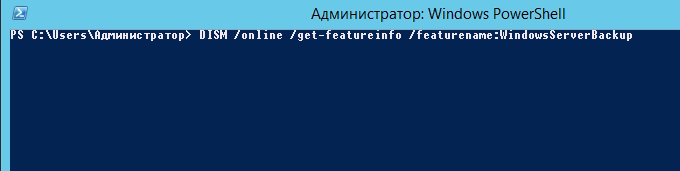 Администратор: Windows PowerShell
PS C:\Users\Администратор> DISM /online /get-featureinfo /featurename:WindowsServerBackup